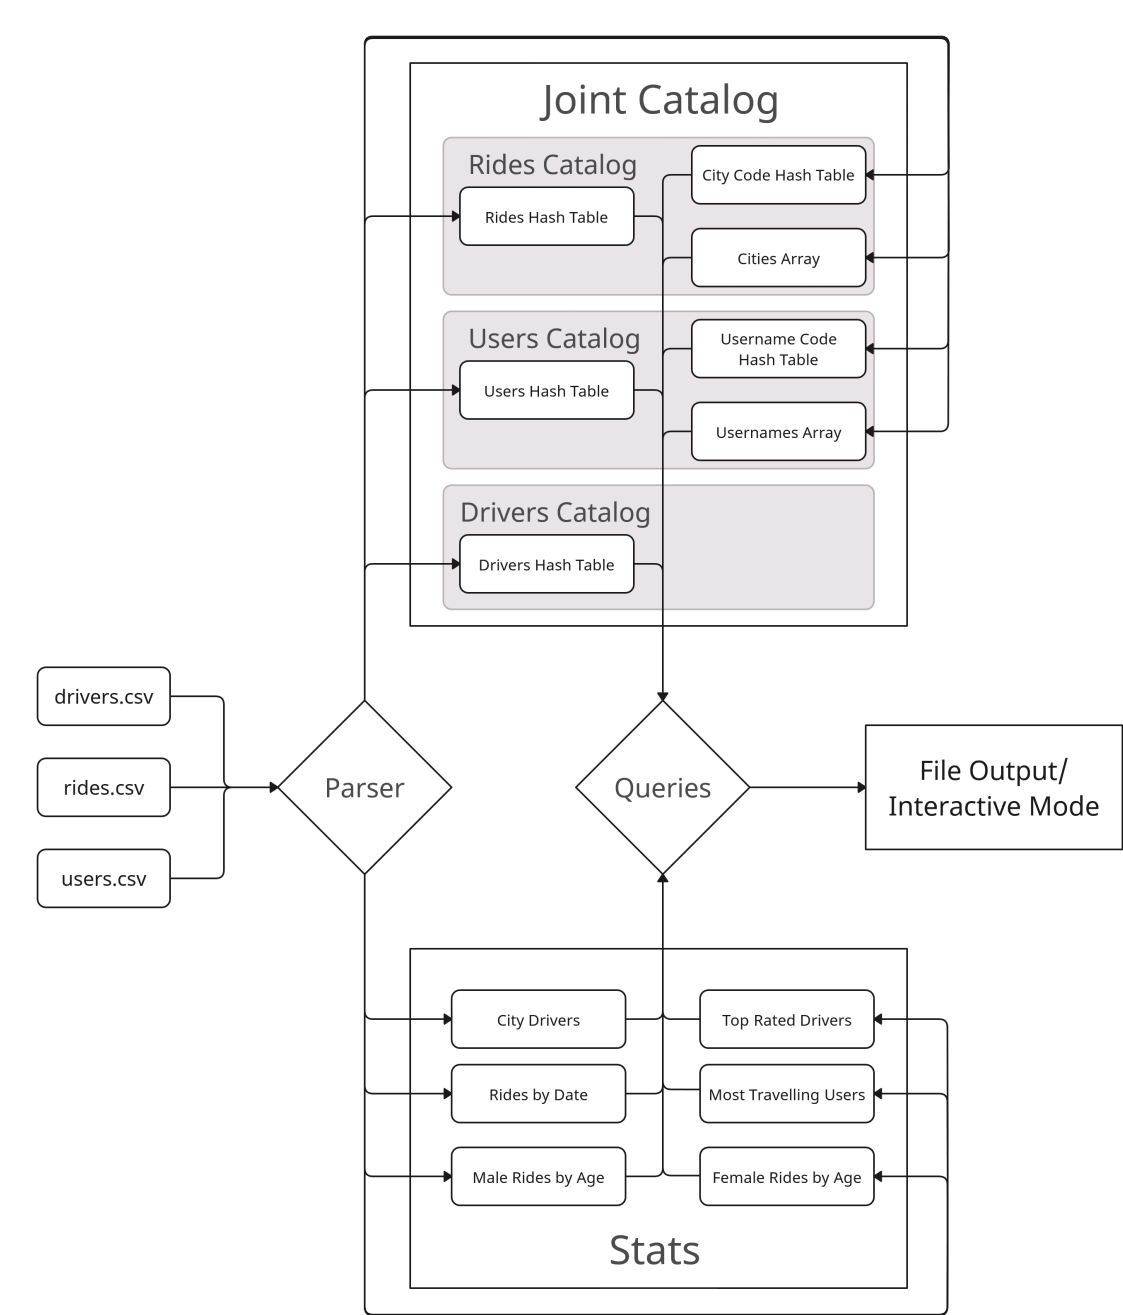 Joint Catalog
Rides Catalog
City Code Hash Table
Rides Hash Table
Cities Array
Users Catalog
Username Code
Hash Table
Users Hash Table
Usernames Array
Drivers Catalog
Drivers Hash Table
drivers.csv
rides.csv
users.csv
Parser
Queries
File Output/
Interactive Mode
City Drivers
Top Rated Drivers
Rides by Date
Most Travelling Users
Male Rides by Age
Female Rides by Age
Stats